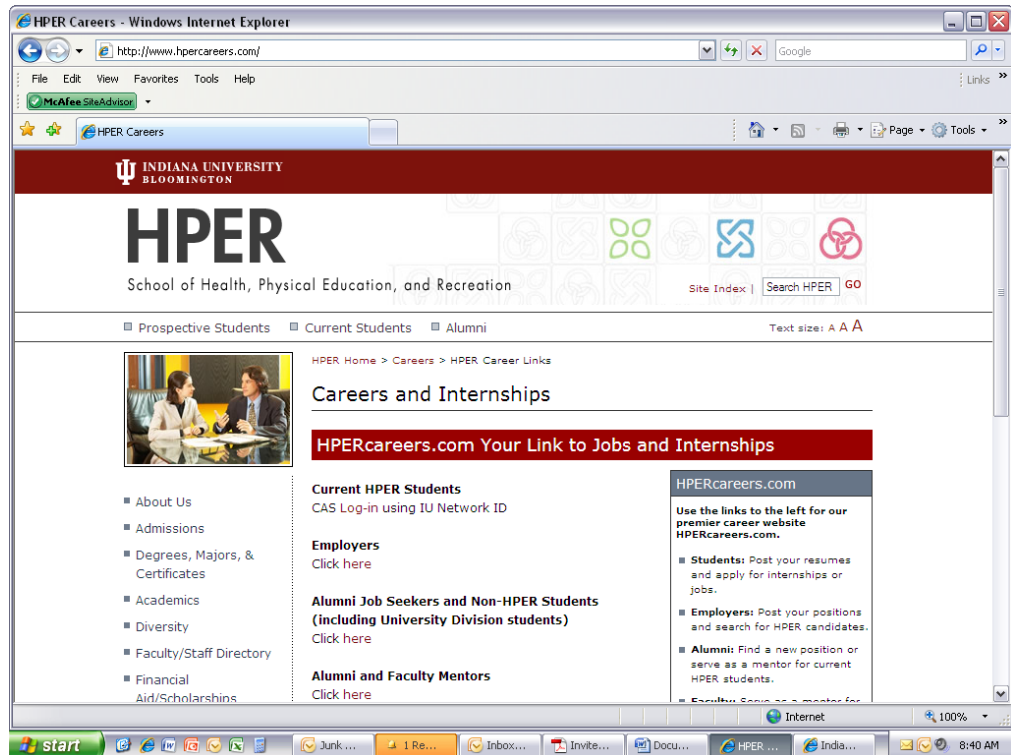 HPER Careers - Windows Internet Explorer
http://www.hpercareers.com/
Google
File Edit View Favorites Tools Help
Links
McAfee SiteAdvisor
HPER Careers
Page
Tools
INDIANA UNIVERSITY
BLOOMINGTON
HPER
School of Health, Physical Education, and Recreation
Site Index |
Search HPER
GO
Prospective Students
Current Students
Alumni
Text size: A A A
HPER Home > Careers > HPER Career Links
Careers and Internships
HPERcareers.com Your Link to Jobs and Internships
About Us
Admissions
Degrees, Majors, &
Certificates
Academics
Diversity
Faculty/Staff Directory
Financial
Aid/Scholarships
Current HPER Students
CAS Log-in using IU Network ID
Employers
Click here
Alumni Job Seekers and Non-HPER Students
(including University Division students)
Click here
Alumni and Faculty Mentors
Click here
HPERcareers.com
Use the links to the left for our
premier career website
HPERcareers.com.
Students: Post your resumes
and apply for internships or
jobs.
Employers: Post your positions
and search for HPER candidates.
Alumni: Find a new position or
serve as a mentor for current
HPER students.
Faculty: Serve as a mentor for
Internet
100%
start
Junk ...
1 Re...
Inbox...
Invite...
Docu...
HPER ...
India...
8:40 AM